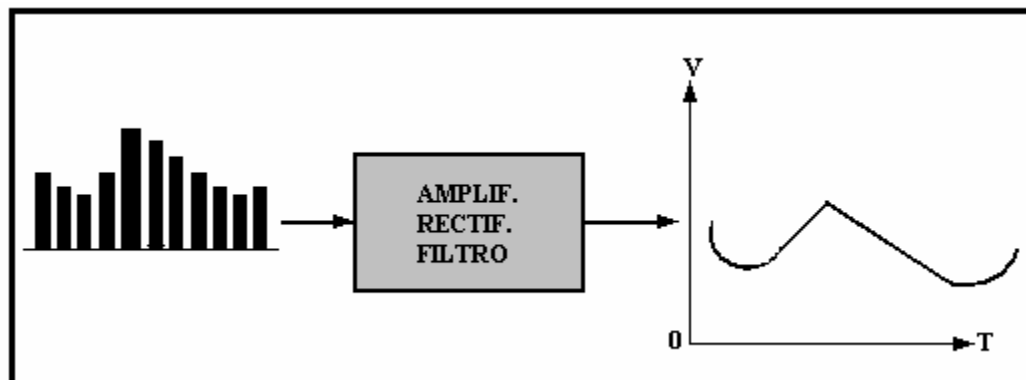 AMPLIF.
RECTIF.
FILTRO
V
0
T